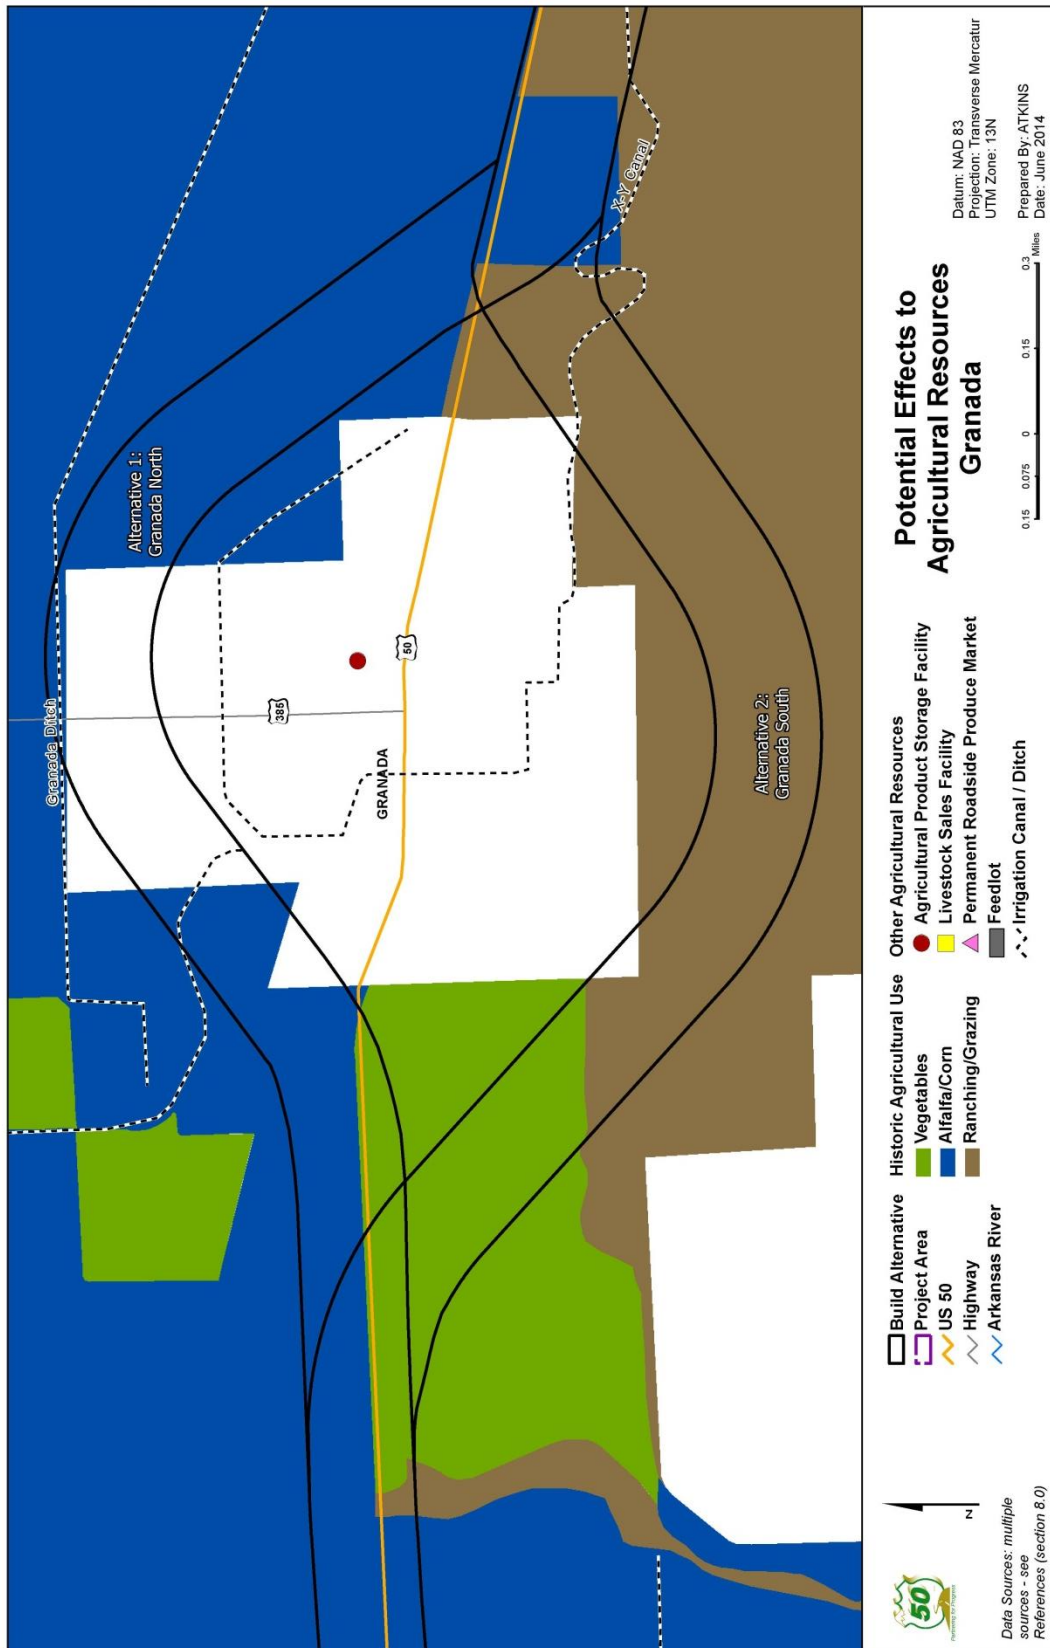 Granada Ditch
Alternative 1:
Granada North
385
50
GRANADA
X-Y Canal
Alternative 2:
Granada South
50
Partnering for Progress
Data Sources: multiple
sources - see
References (section 8.0)
N
Build Alternative
Project Area
US 50
Highway
Arkansas River
Historic Agricultural Use
Vegetables
Alfalfa/Corn
Ranching/Grazing
Other Agricultural Resources
Agricultural Product Storage Facility
Livestock Sales Facility
Permanent Roadside Produce Market
Feedlot
Irrigation Canal / Ditch
Potential Effects to
Agricultural Resources
Granada
0.15 0.075 0 0.15 0.3
Miles
Datum: NAD 83
Projection: Transverse Mercatur
UTM Zone: 13N
Prepared By: ATKINS
Date: June 2014